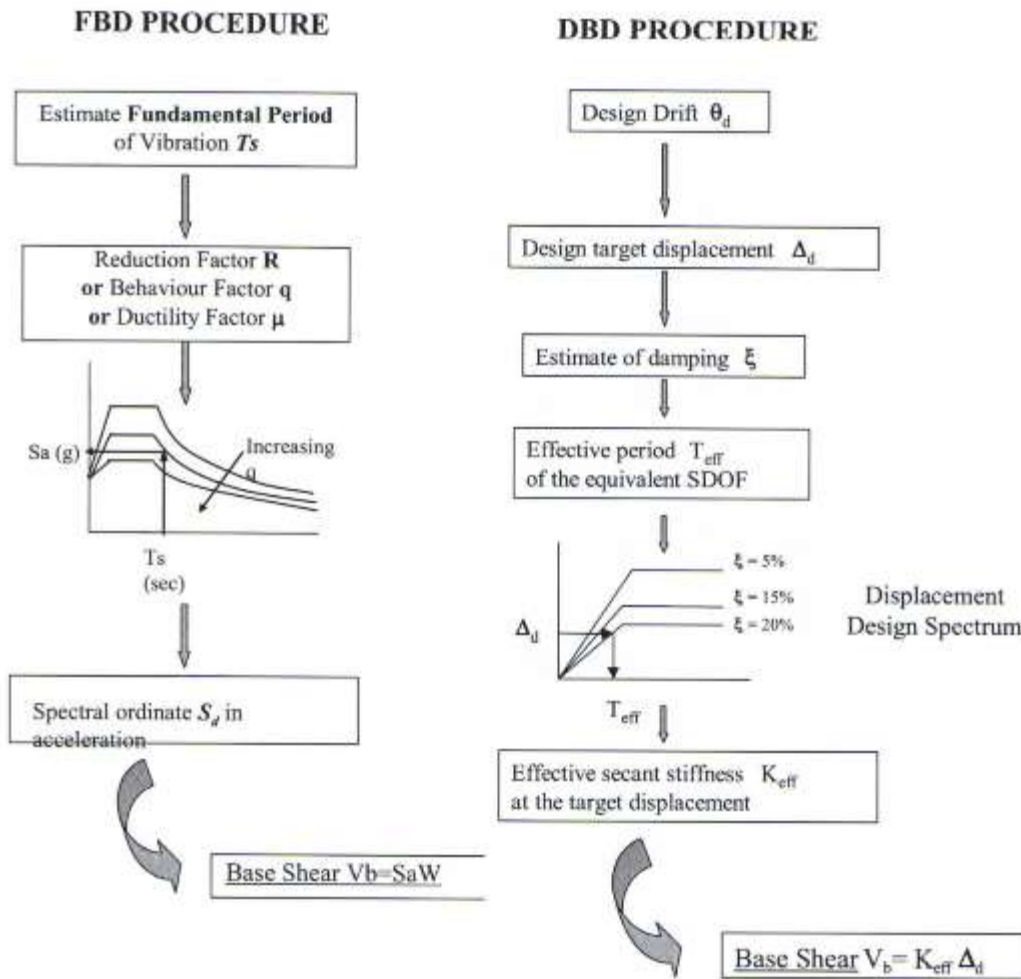 FBD PROCEDURE
Estimate Fundamental Period
of Vibration Ts
Reduction Factor R
or Behaviour Factor q
or Ductility Factor μ
Sa (g)
Increasing
q
Ts
(sec)
Spectral ordinate Sd in
acceleration
Base Shear Vb=SaW
DBD PROCEDURE
Design Drift θd
Design target displacement Δd
Estimate of damping ξ
Effective period Teff
of the equivalent SDOF
ξ = 5%
ξ = 15%
ξ = 20%
Δd
Teff
Displacement
Design Spectrum
Effective secant stiffness Keff
at the target displacement
Base Shear Vb= Keff Δd